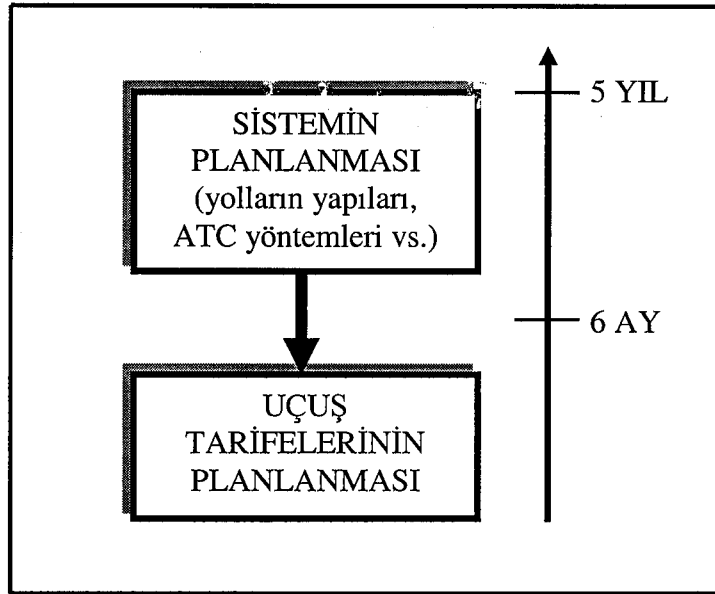 SİSTEMİN
PLANLANMASI
(yolların yapıları,
ATC yöntemleri vs.)
5 YIL
6 AY
UÇUŞ
TARİFELERİNİN
PLANLANMASI